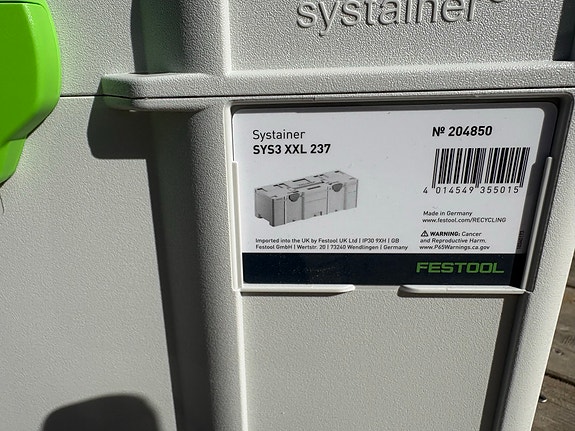 systainer
Systainer
SYS3 XXL 237
Nº 204850
4 014549 355015
Made in Germany
www.festool.com/RECYCLING
Imported into the UK by Festool UK Ltd | IP30 9XH | GB
Festool GmbH | Wertstr. 20 | 73240 Wendlingen | Germany
⚠ WARNING: Cancer
and Reproductive Harm.
www.P65Warnings.ca.gov
FESTOOL